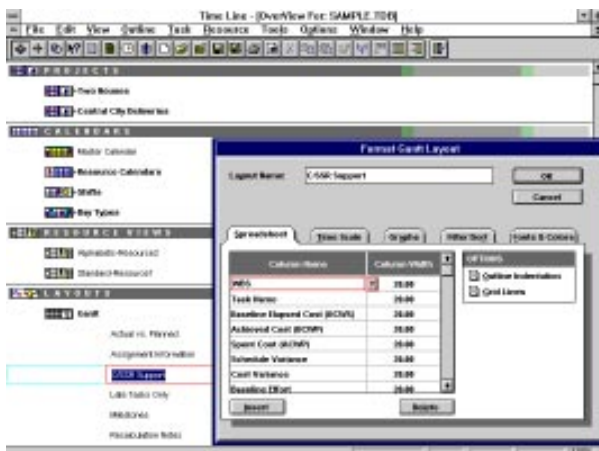 Time Line - [OverView For: SAMPLE.TDB]
File Edit View Outline Task Resource Tools Options Window Help
PROJECTS
Two Bounces
Central City Deliveries
CALENDARS
Master Calendar
Resource Calendars
Shifts
Day Types
RESOURCE VIEWS
Alphabetic-Resource1
Standard-Resource1
LAYOUTS
Gantt
Actual vs. Planned
Assignment Information
C/SSR Support
Late Tasks Only
Milestones
Recalculation Notes
Format Gantt Layout
Layout Name: C/SSR Support
OK
Cancel
Spreadsheet Time Scale Graphs Filter/Sort Fonts & Colors
Column Name Column Width
WBS 20.00
Task Name 20.00
Baseline Elapsed Cost (BCWS) 20.00
Achieved Cost (BCWP) 20.00
Spent Cost (ACWP) 20.00
Schedule Variance 20.00
Cost Variance 20.00
Baseline Effort 20.00
OPTIONS
Outline Indentation
Grid Lines
Insert Delete